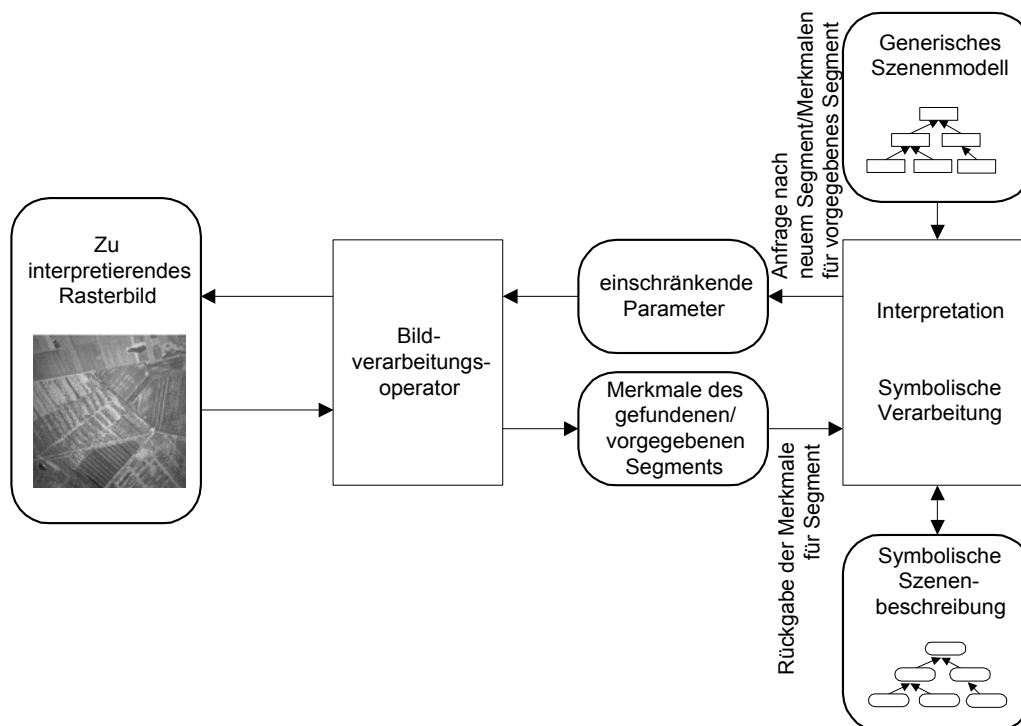 Zu
interpretierendes
Rasterbild
Bild-
verarbeitungs-
operator
einschränkende
Parameter
Merkmale des
gefundenen/
vorgegebenen
Segments
Anfrage nach
neuem Segment/Merkmalen
für vorgegebenes Segment
Rückgabe der Merkmale
für Segment
Generisches
Szenenmodell
Interpretation
Symbolische
Verarbeitung
Symbolische
Szenen-
beschreibung